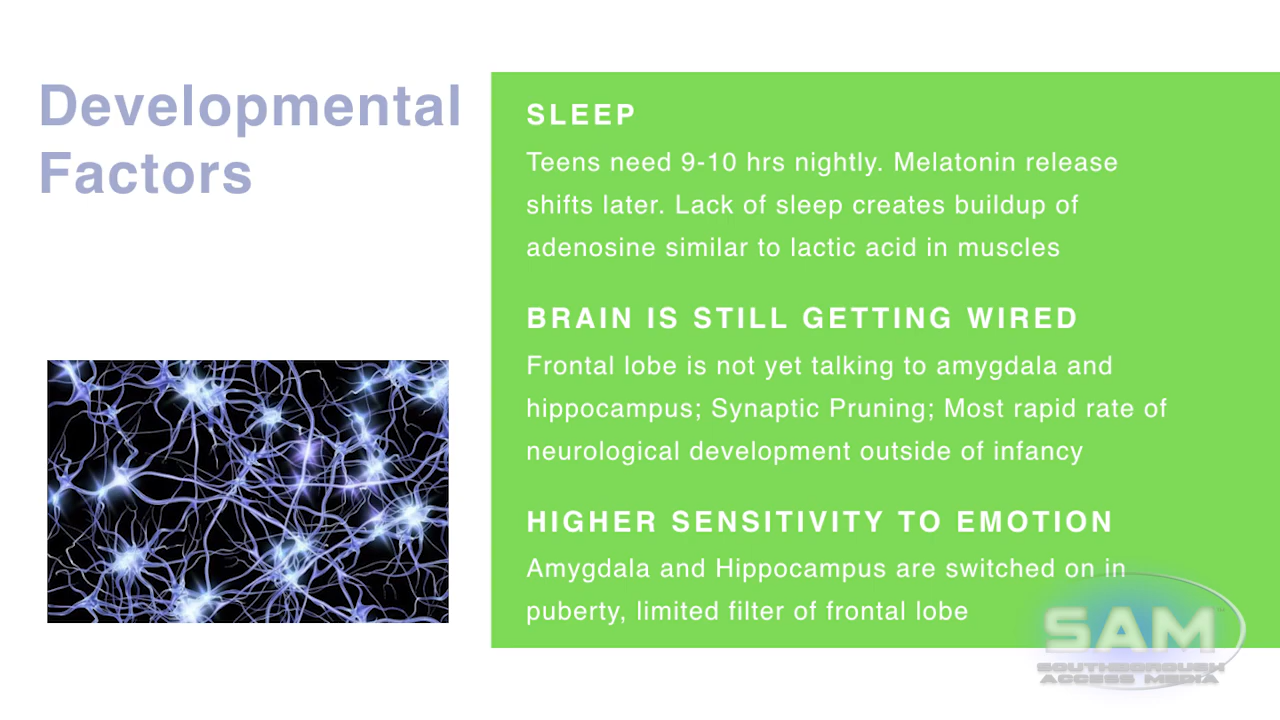 Developmental
Factors
SLEEP
Teens need 9-10 hrs nightly. Melatonin release
shifts later. Lack of sleep creates buildup of
adenosine similar to lactic acid in muscles
BRAIN IS STILL GETTING WIRED
Frontal lobe is not yet talking to amygdala and
hippocampus; Synaptic Pruning; Most rapid rate of
neurological development outside of infancy
HIGHER SENSITIVITY TO EMOTION
Amygdala and Hippocampus are switched on in
puberty, limited filter of frontal lobe
SAM™
SOUTHBOROUGH
ACCESS MEDIA